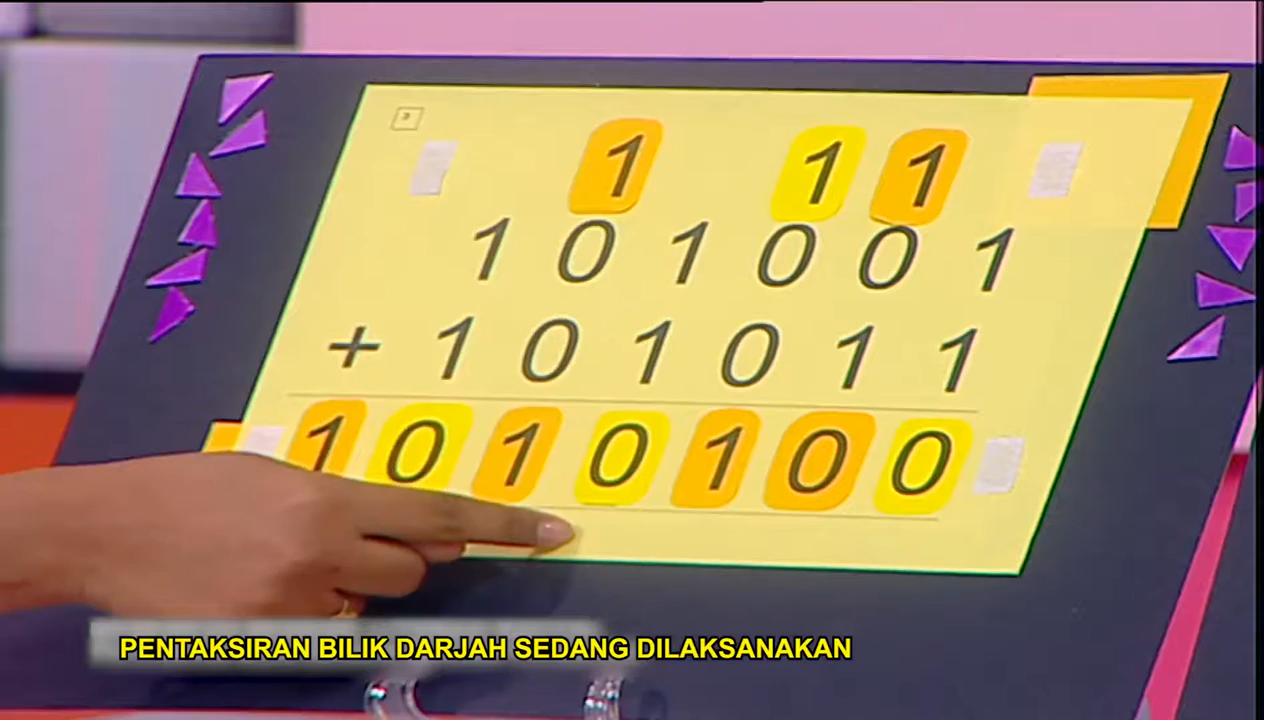 1 1 1
1 0 1 0 0 1
+ 1 0 1 0 1 1
1 0 1 0 1 0 0
PENTAKSIRAN BILIK DARJAH SEDANG DILAKSANAKAN